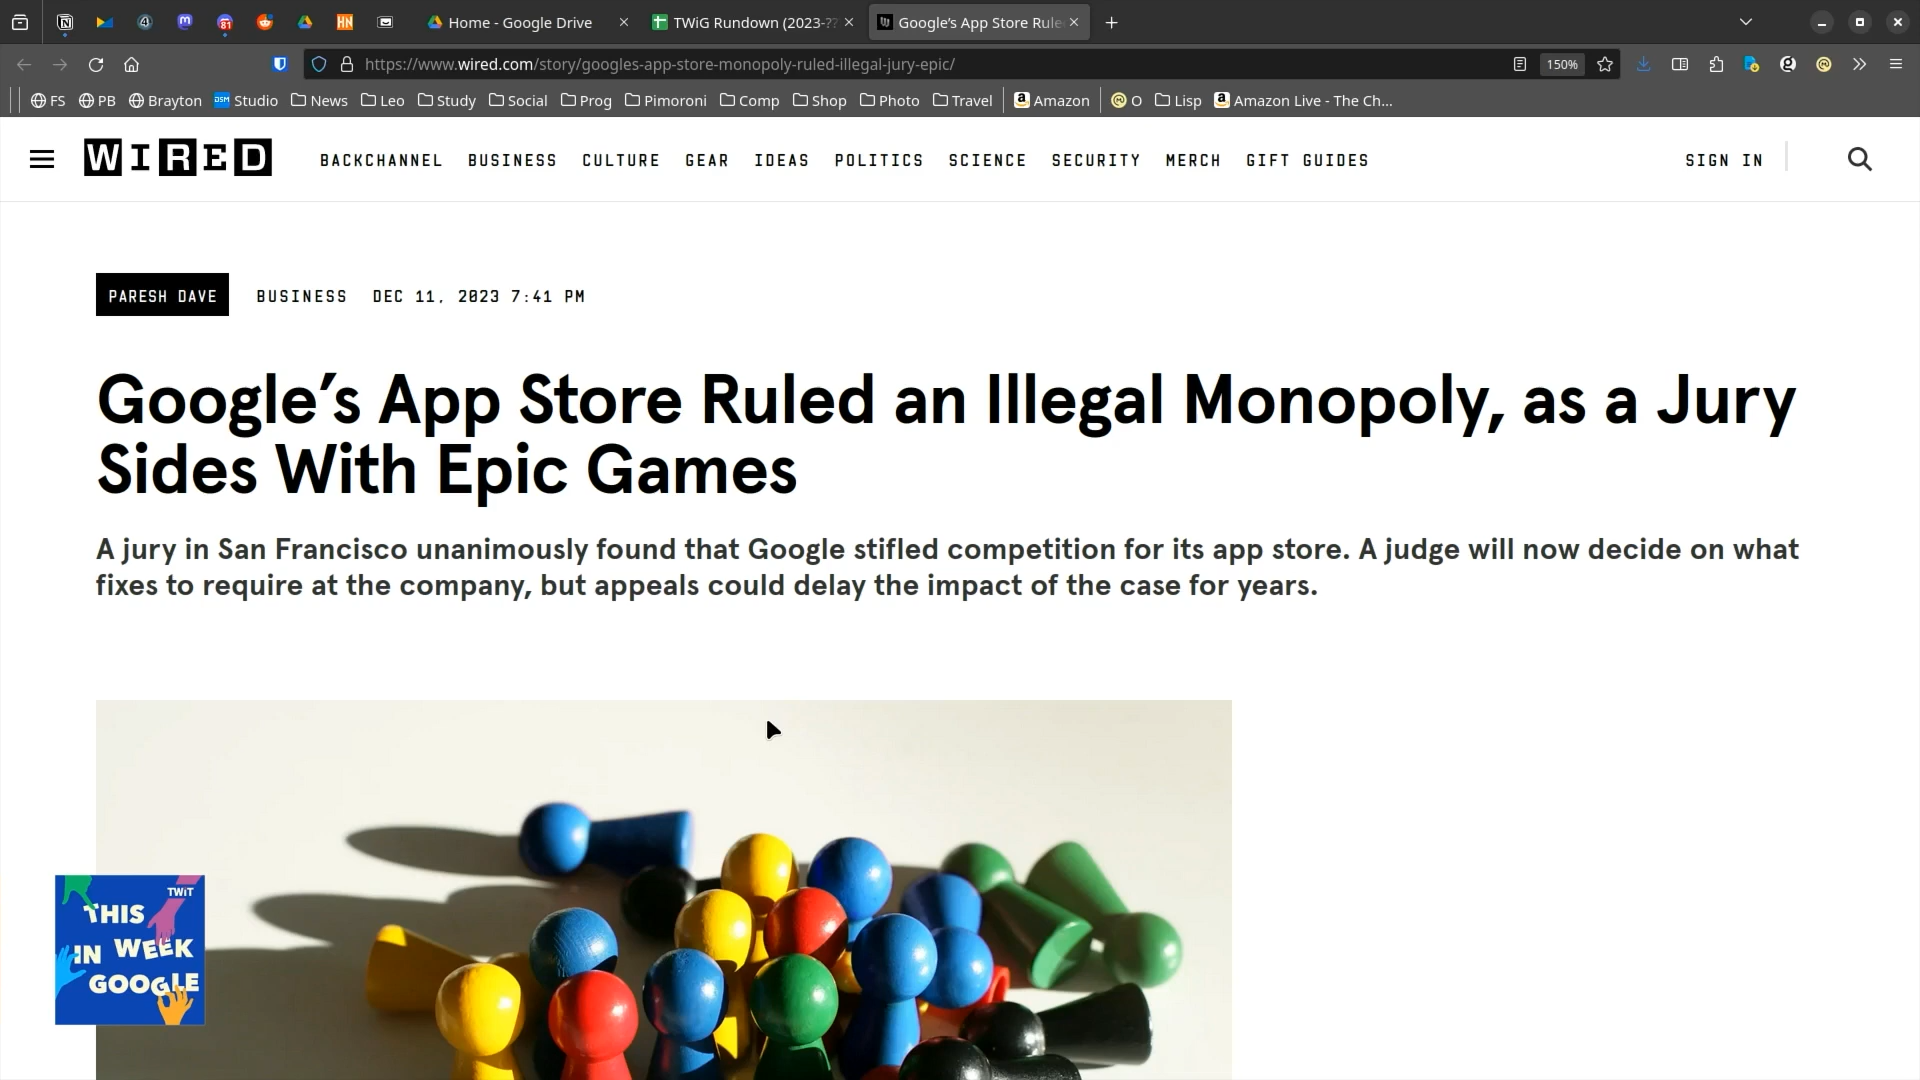 Home - Google Drive
TWiG Rundown (2023-??
Google’s App Store Rule
https://www.wired.com/story/googles-app-store-monopoly-ruled-illegal-jury-epic/
150%
FS PB Brayton Studio News Leo Study Social Prog Pimoroni Comp Shop Photo Travel Amazon O Lisp Amazon Live - The Ch...
WIRED
BACKCHANNEL BUSINESS CULTURE GEAR IDEAS POLITICS SCIENCE SECURITY MERCH GIFT GUIDES
SIGN IN
PARESH DAVE BUSINESS DEC 11, 2023 7:41 PM
Google’s App Store Ruled an Illegal Monopoly, as a Jury
Sides With Epic Games
A jury in San Francisco unanimously found that Google stifled competition for its app store. A judge will now decide on what
fixes to require at the company, but appeals could delay the impact of the case for years.
TWiT
THIS
IN WEEK
GOOGLE